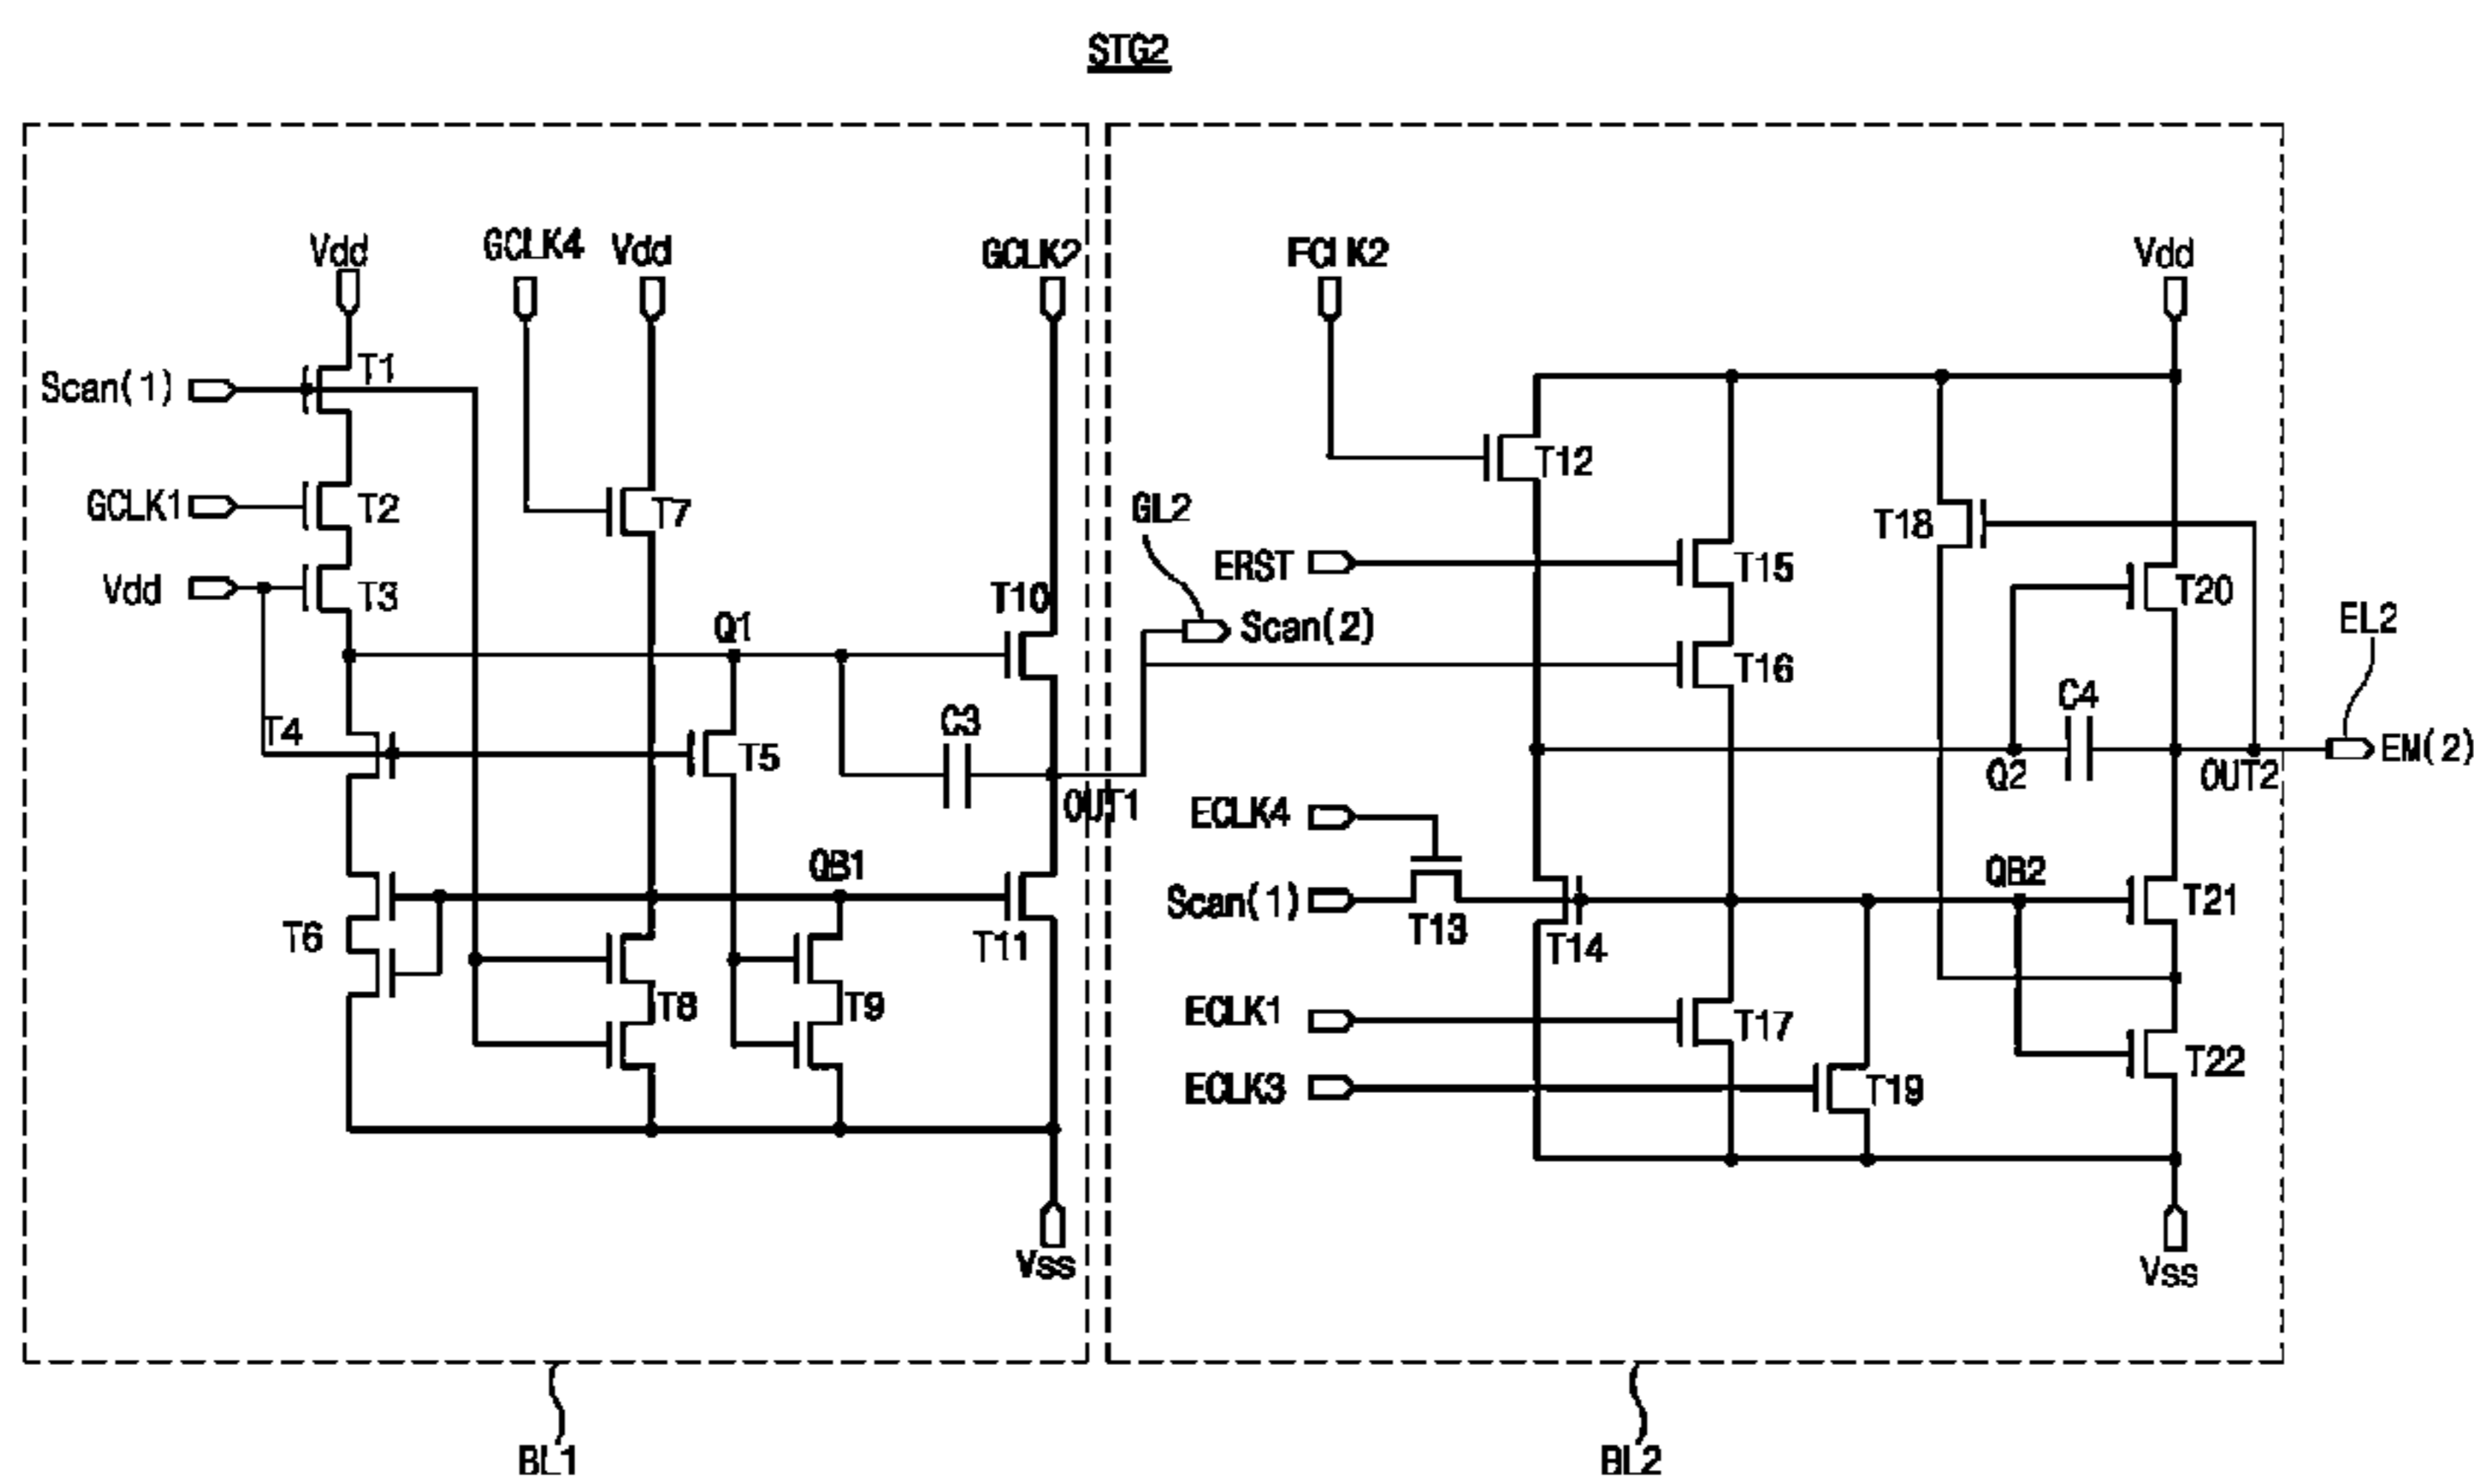 STG2
Vdd
GCLK4
Vdd
GCLK2
FCLK2
Vdd
Scan(1)
T1
T12
GCLK1
T2
T7
GL2
T18
Vdd
T3
ERST
T15
T20
T10
Q1
Scan(2)
T16
EL2
T4
T5
C3
C4
OUT1
Q2
OUT2
EM(2)
ECLK4
QB1
Scan(1)
T13
QB2
T21
T6
T11
T14
T8
T9
ECLK1
T17
T22
ECLK3
T19
Vss
Vss
BL1
BL2